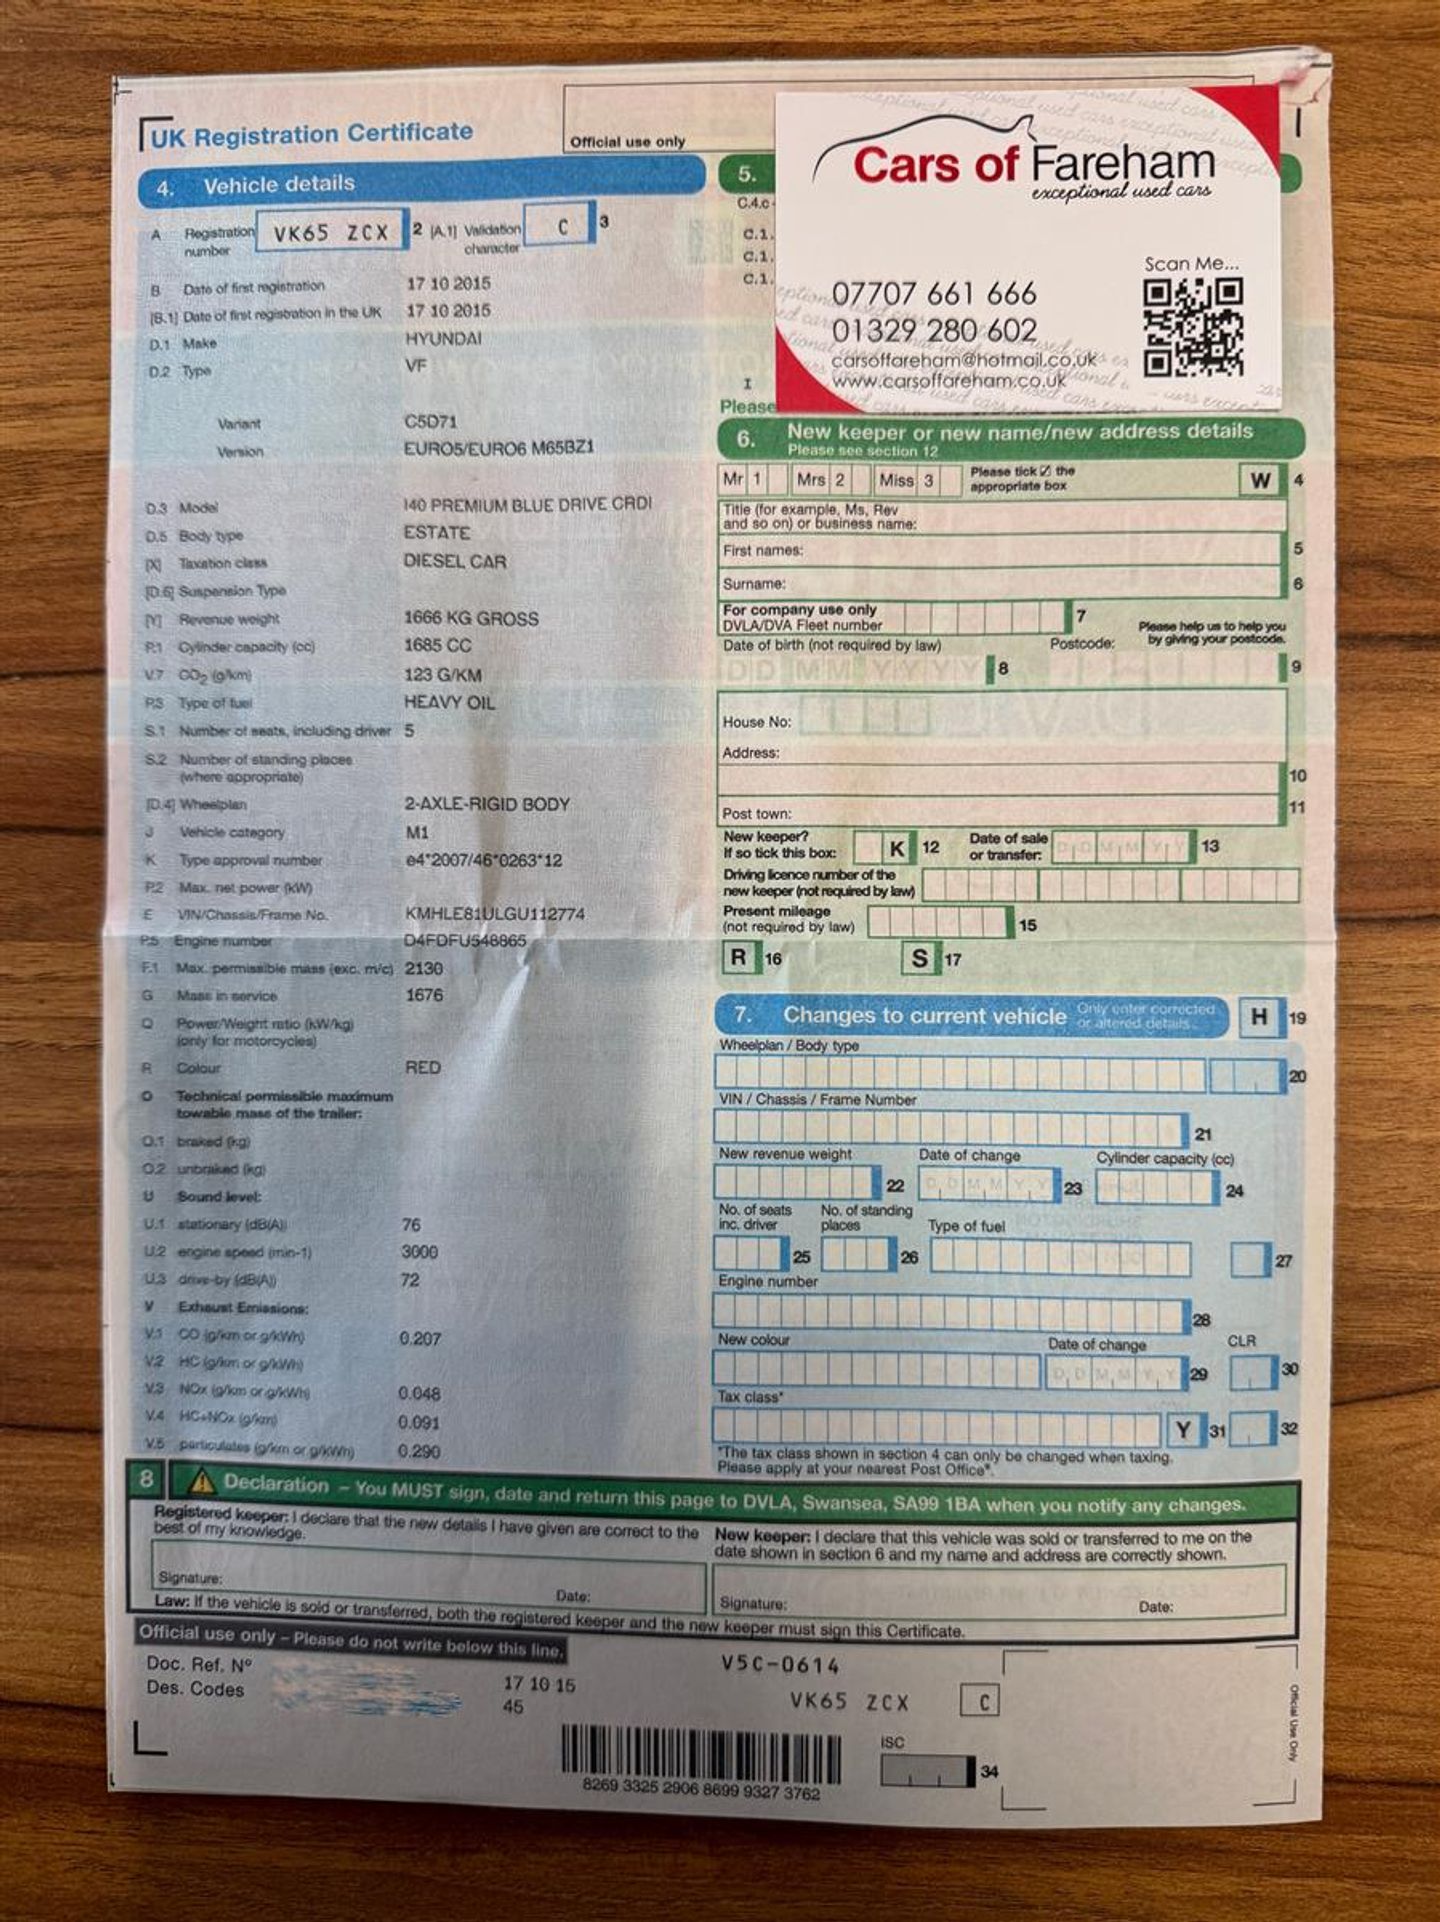 UK Registration Certificate
Official use only
4. Vehicle details
A Registration number VK65 ZCX 2 [A.1] Validation character C 3
B Date of first registration 17 10 2015
[B.1] Date of first registration in the UK 17 10 2015
D.1 Make HYUNDAI
D.2 Type VF
Variant C5D71
Version EURO5/EURO6 M65BZ1
D.3 Model I40 PREMIUM BLUE DRIVE CRDI
D.5 Body type ESTATE
[X] Taxation class DIESEL CAR
[D.6] Suspension Type
[Y] Revenue weight 1666 KG GROSS
P.1 Cylinder capacity (cc) 1685 CC
V.7 CO2 (g/km) 123 G/KM
P.3 Type of fuel HEAVY OIL
S.1 Number of seats, including driver 5
S.2 Number of standing places
(where appropriate)
[D.4] Wheelplan 2-AXLE-RIGID BODY
J Vehicle category M1
K Type approval number e4*2007/46*0263*12
P.2 Max. net power (kW)
E VIN/Chassis/Frame No. KMHLE81ULGU112774
P.5 Engine number D4FDFU548865
F.1 Max. permissible mass (exc. m/c) 2130
G Mass in service 1676
Q Power/Weight ratio (kW/kg)
(only for motorcycles)
R Colour RED
O Technical permissible maximum
towable mass of the trailer:
O.1 braked (kg)
O.2 unbraked (kg)
U Sound level:
U.1 stationary (dB(A)) 76
U.2 engine speed (min-1) 3000
U.3 drive-by (dB(A)) 72
V Exhaust Emissions:
V.1 CO (g/km or g/kWh) 0.207
V.2 HC (g/km or g/kWh)
V.3 NOx (g/km or g/kWh) 0.048
V.4 HC+NOx (g/km) 0.091
V.5 particulates (g/km or g/kWh) 0.290
5.
C.4.c
C.1.
C.1.
C.1.
I
Please
Cars of Fareham
exceptional used cars
Scan Me...
07707 661 666
01329 280 602
carsoffareham@hotmail.co.uk
www.carsoffareham.co.uk
6. New keeper or new name/new address details
Please see section 12
Mr 1 Mrs 2 Miss 3 Please tick ☑ the appropriate box W 4
Title (for example, Ms, Rev
and so on) or business name:
First names: 5
Surname: 6
For company use only
DVLA/DVA Fleet number 7
Please help us to help you
by giving your postcode.
Date of birth (not required by law) Postcode:
D D M M Y Y Y Y 8 9
House No:
Address:
10
Post town: 11
New keeper?
If so tick this box: K 12 Date of sale or transfer: D D M M Y Y 13
Driving licence number of the
new keeper (not required by law)
Present mileage
(not required by law) 15
R 16 S 17
7. Changes to current vehicle Only enter corrected or altered details. H 19
Wheelplan / Body type
20
VIN / Chassis / Frame Number
21
New revenue weight Date of change Cylinder capacity (cc)
22 D D M M Y Y 23 24
No. of seats inc. driver No. of standing places Type of fuel
25 26 27
Engine number
28
New colour Date of change CLR
D D M M Y Y 29 30
Tax class*
Y 31 32
*The tax class shown in section 4 can only be changed when taxing.
Please apply at your nearest Post Office®.
8 Declaration – You MUST sign, date and return this page to DVLA, Swansea, SA99 1BA when you notify any changes.
Registered keeper: I declare that the new details I have given are correct to the
best of my knowledge.
Signature: Date:
New keeper: I declare that this vehicle was sold or transferred to me on the
date shown in section 6 and my name and address are correctly shown.
Signature: Date:
Law: If the vehicle is sold or transferred, both the registered keeper and the new keeper must sign this Certificate.
Official use only – Please do not write below this line.
Doc. Ref. Nº 17 10 15
Des. Codes 45
V5C-0614
VK65 ZCX C
ISC
34
8269 3325 2906 8699 9327 3762
Official Use Only